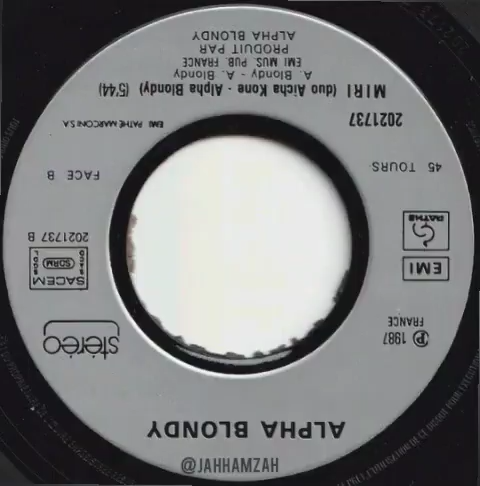 ALPHA BLONDY
℗ 1987
FRANCE
EMI
PATHE
45 TOURS
stéréo
SACEM
SDRM
2021737 B
FACE B
EMI PATHE MARCONI S.A.
2021737
MIRI (duo Aicha Kone - Alpha Blondy) (5'44)
A. Blondy - A. Blondy
EMI MUS. PUB. FRANCE
PRODUIT PAR
ALPHA BLONDY
@JAHHAMZAH